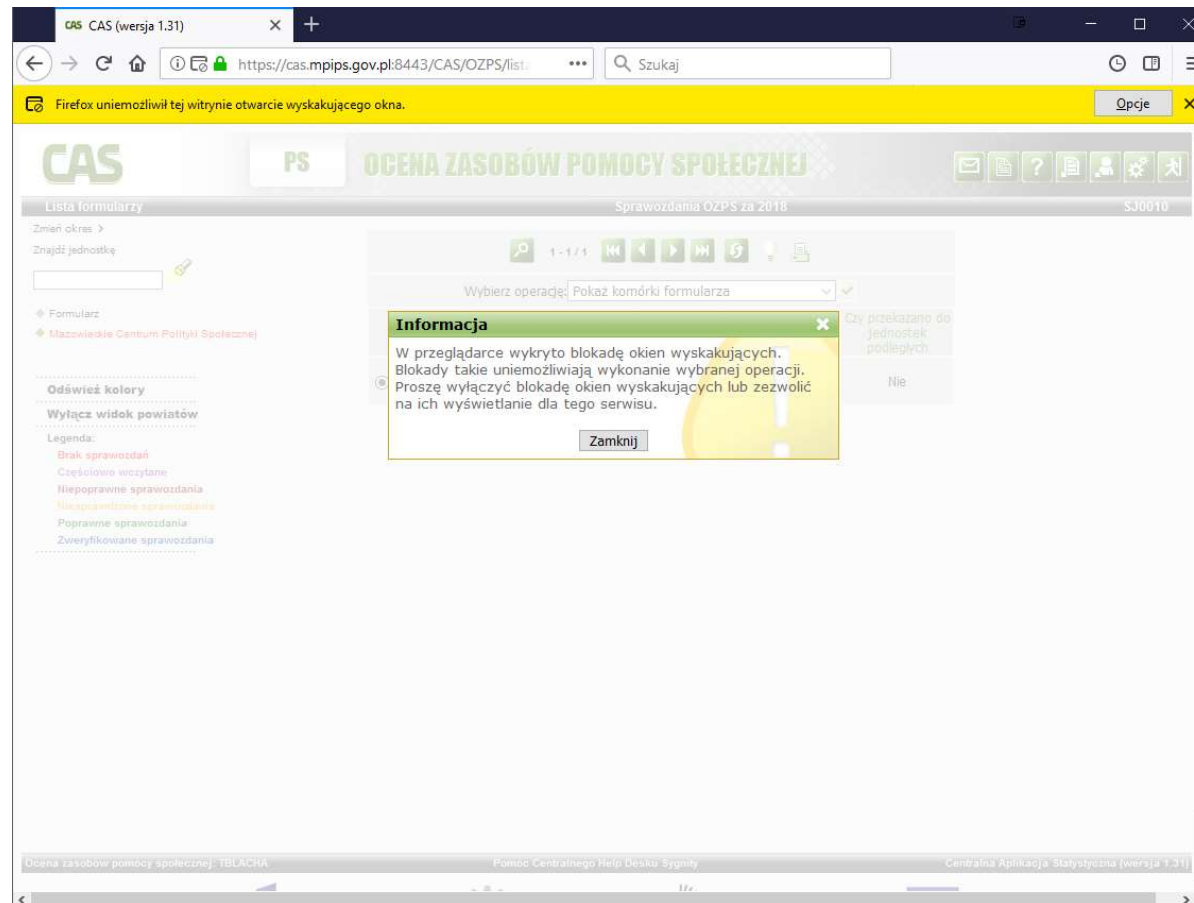 CAS CAS (wersja 1.31)
https://cas.mpips.gov.pl:8443/CAS/OZPS/lista
Szukaj
Firefox uniemożliwił tej witrynie otwarcie wyskakującego okna.
Opcje
CAS
PS
OCENA ZASOBÓW POMOCY SPOŁECZNEJ
Lista formularzy
Sprawozdania OZPS za 2018
SJ0010
Zmień okres >
Znajdź jednostkę
1-1/1
Wybierz operację: Pokaż komórki formularza
Formularz
Mazowieckie Centrum Polityki Społecznej
Czy przekazano do
jednostek
podległych
Nie
Informacja
W przeglądarce wykryto blokadę okien wyskakujących.
Blokady takie uniemożliwiają wykonanie wybranej operacji.
Proszę wyłączyć blokadę okien wyskakujących lub zezwolić
na ich wyświetlanie dla tego serwisu.
Zamknij
Odśwież kolory
Wyłącz widok powiatów
Legenda:
Brak sprawozdań
Częściowo wczytane
Niepoprawne sprawozdania
Niesprawdzone sprawozdania
Poprawne sprawozdania
Zweryfikowane sprawozdania
Ocena zasobów pomocy społecznej: TBLACHA
Pomoc Centralnego Help Desku Sygnity
Centralna Aplikacja Statystyczna (wersja 1.31)